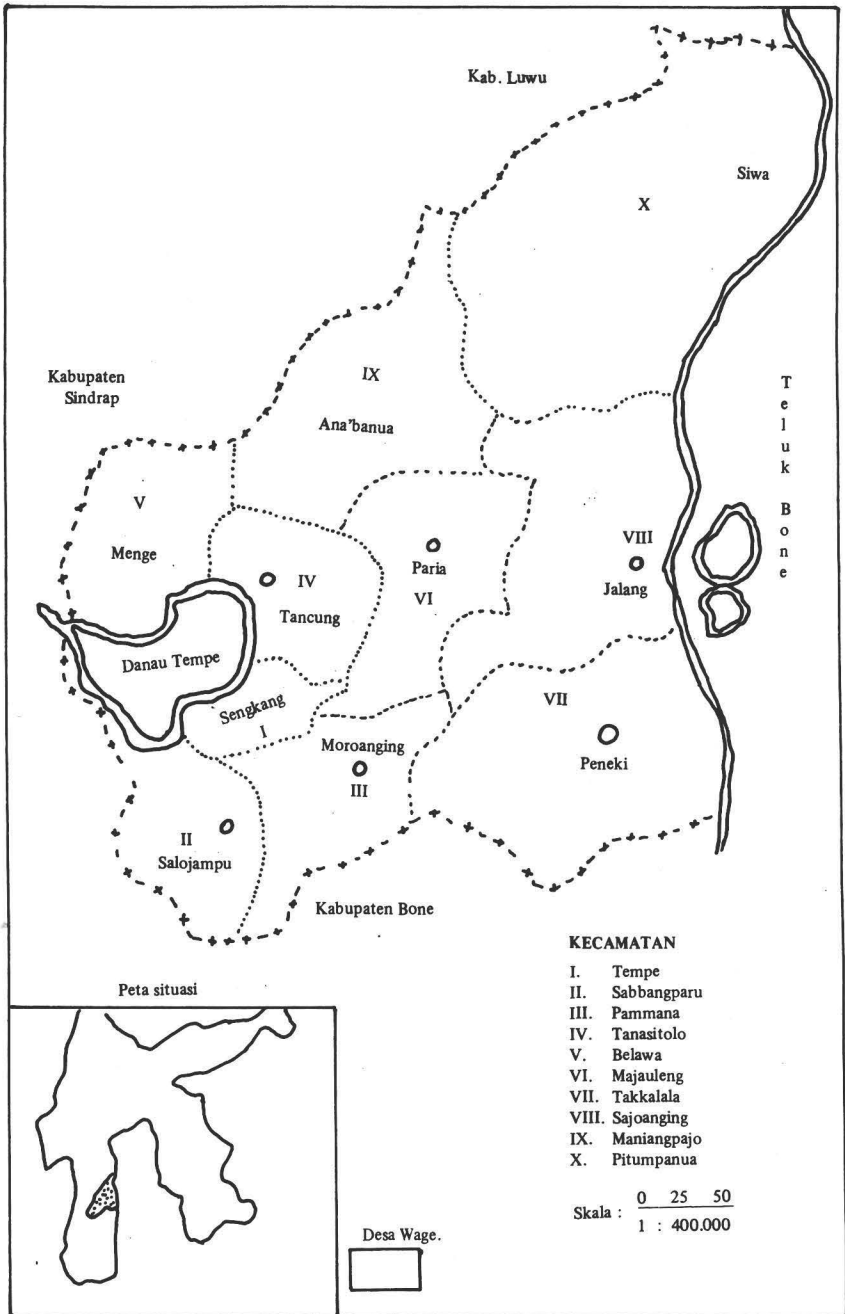 Kab. Luwu
Siwa
X
IX
Kabupaten
Sindrap
Ana'banua
T
e
l
u
k
B
o
n
e
V
Menge
VIII
Jalang
IV
Tancung
Paria
VI
Danau Tempe
Sengkang
I
VII
Peneki
Moroanging
III
II
Salojampu
Kabupaten Bone
KECAMATAN
I. Tempe
II. Sabbangparu
III. Pammana
IV. Tanasitolo
V. Belawa
VI. Majauleng
VII. Takkalala
VIII. Sajoanging
IX. Maniangpajo
X. Pitumpanua
Skala : 0 25 50
1 : 400.000
Peta situasi
Desa Wage.